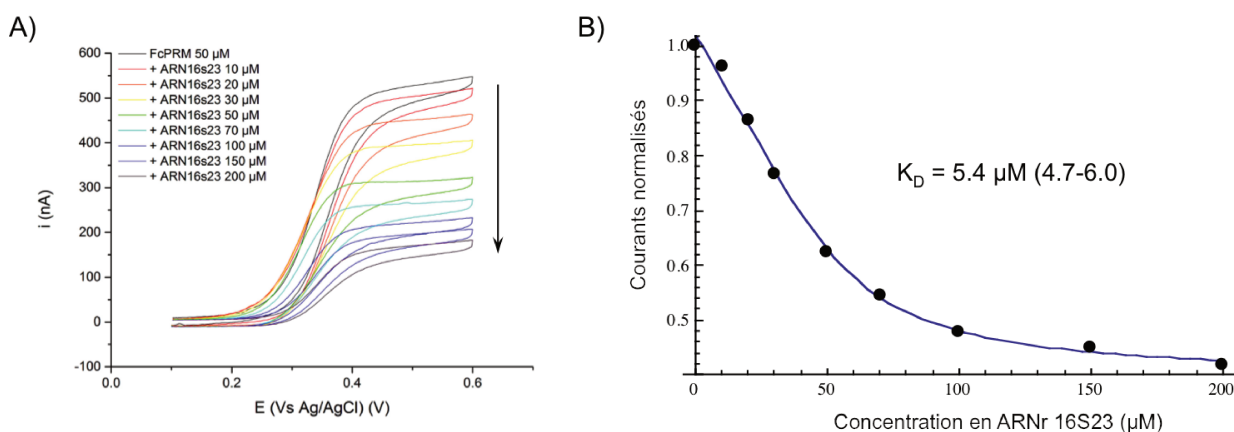 A)
600
500
400
300
200
100
0
-100
i (nA)
FcPRM 50 µM
+ ARN16s23 10 µM
+ ARN16s23 20 µM
+ ARN16s23 30 µM
+ ARN16s23 50 µM
+ ARN16s23 70 µM
+ ARN16s23 100 µM
+ ARN16s23 150 µM
+ ARN16s23 200 µM
0.0 0.2 0.4 0.6
E (Vs Ag/AgCl) (V)
B)
1.0
0.9
0.8
0.7
0.6
0.5
Courants normalisés
K_D = 5.4 µM (4.7-6.0)
0 50 100 150 200
Concentration en ARNr 16S23 (µM)